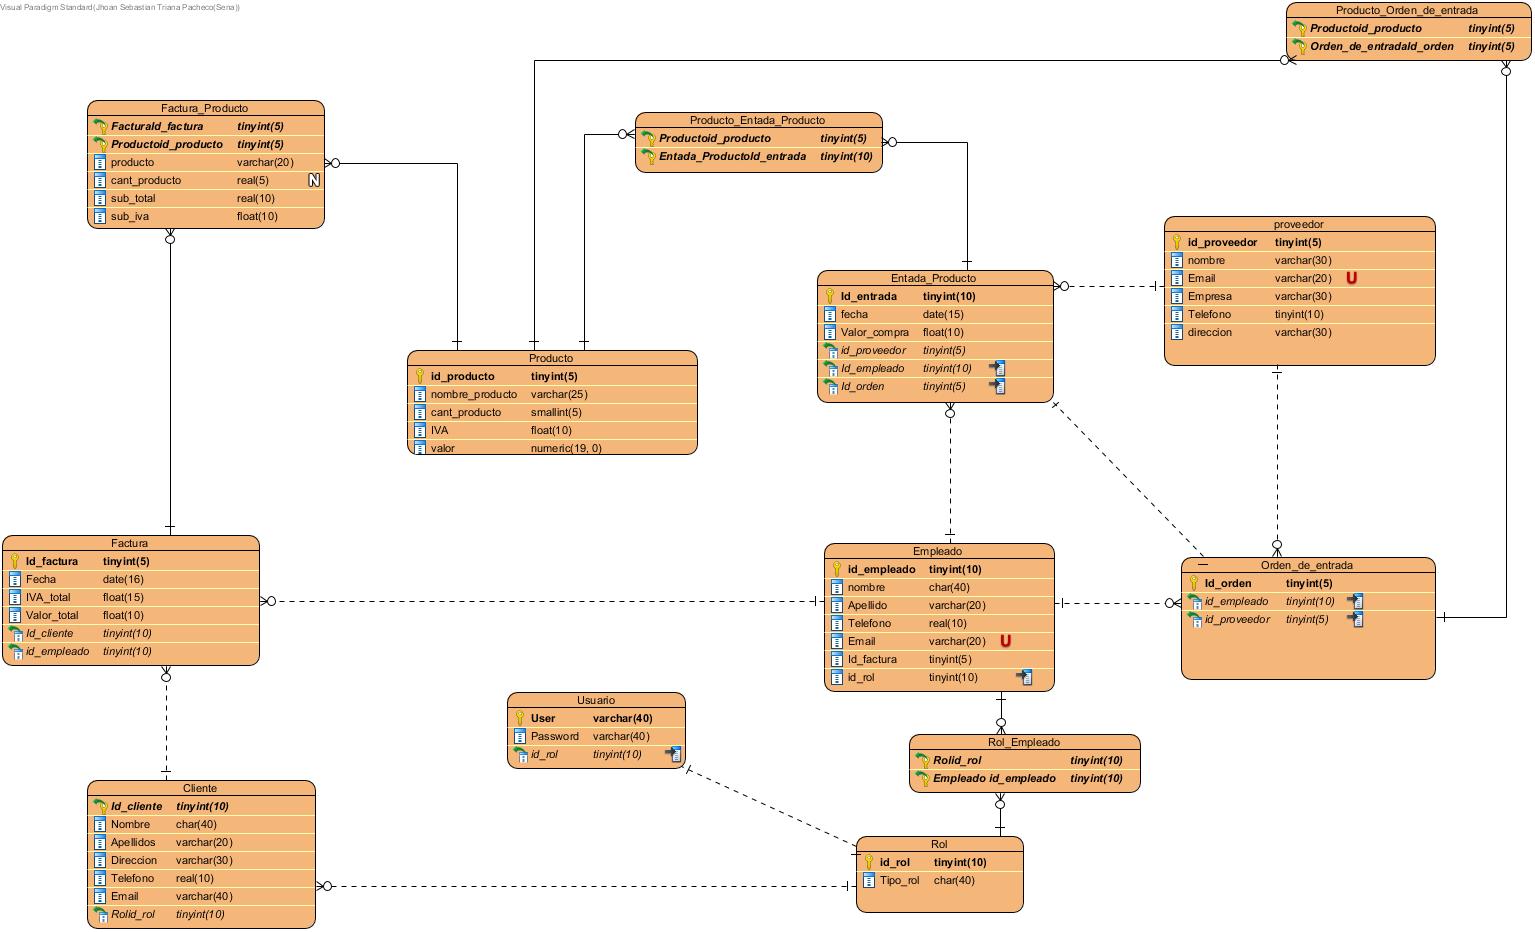 Visual Paradigm Standard(Jhoan Sebastian Triana Pacheco(Sena))
Factura_Producto
Facturaid_factura tinyint(5)
Productoid_producto tinyint(5)
producto varchar(20)
cant_producto real(5) N
sub_total real(10)
sub_iva float(10)
Producto_Orden_de_entrada
Productoid_producto tinyint(5)
Orden_de_entradaId_orden tinyint(5)
Producto_Entada_Producto
Productoid_producto tinyint(5)
Entada_Productoid_entrada tinyint(10)
proveedor
id_proveedor tinyint(5)
nombre varchar(30)
Email varchar(20) U
Empresa varchar(30)
Telefono tinyint(10)
direccion varchar(30)
Entada_Producto
Id_entrada tinyint(10)
fecha date(15)
Valor_compra float(10)
id_proveedor tinyint(5)
Id_empleado tinyint(10)
Id_orden tinyint(5)
Producto
id_producto tinyint(5)
nombre_producto varchar(25)
cant_producto smallint(5)
IVA float(10)
valor numeric(19, 0)
Factura
Id_factura tinyint(5)
Fecha date(16)
IVA_total float(15)
Valor_total float(10)
Id_cliente tinyint(10)
id_empleado tinyint(10)
Empleado
id_empleado tinyint(10)
nombre char(40)
Apellido varchar(20)
Telefono real(10)
Email varchar(20) U
id_factura tinyint(5)
id_rol tinyint(10)
Orden_de_entrada
Id_orden tinyint(5)
id_empleado tinyint(10)
id_proveedor tinyint(5)
Usuario
User varchar(40)
Password varchar(40)
id_rol tinyint(10)
Rol_Empleado
Rolid_rol tinyint(10)
Empleado id_empleado tinyint(10)
Cliente
Id_cliente tinyint(10)
Nombre char(40)
Apellidos varchar(20)
Direccion varchar(30)
Telefono real(10)
Email varchar(40)
Rolid_rol tinyint(10)
Rol
id_rol tinyint(10)
Tipo_rol char(40)